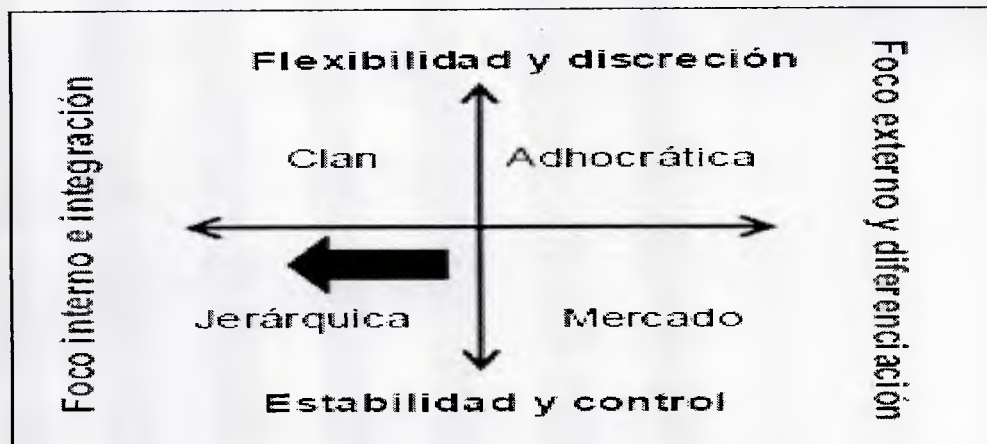 Flexibilidad y discreción
Foco interno e integración
Clan
Adhocrática
Foco externo y diferenciación
Jerárquica
Mercado
Estabilidad y control